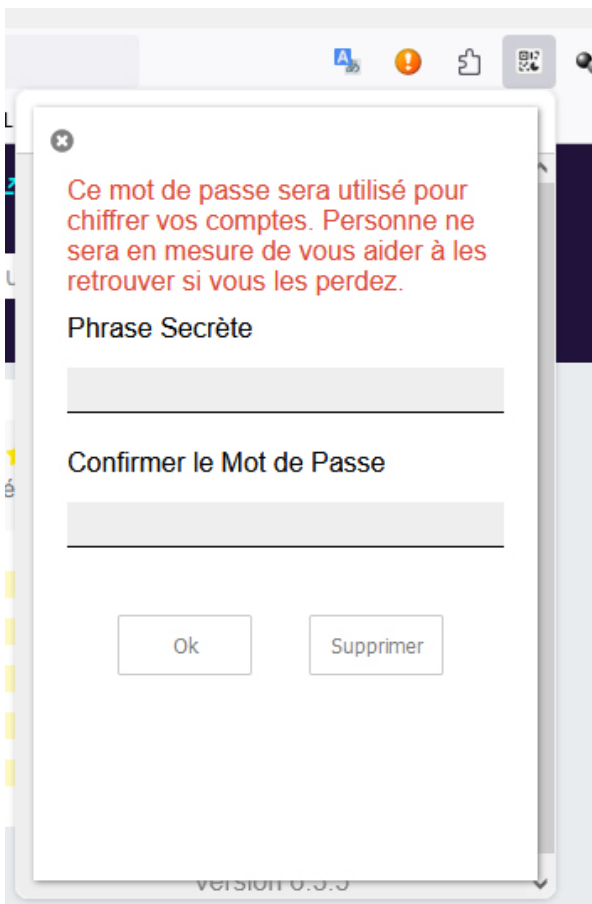 Ce mot de passe sera utilisé pour
chiffrer vos comptes. Personne ne
sera en mesure de vous aider à les
retrouver si vous les perdez.
Phrase Secrète
Confirmer le Mot de Passe
Ok
Supprimer